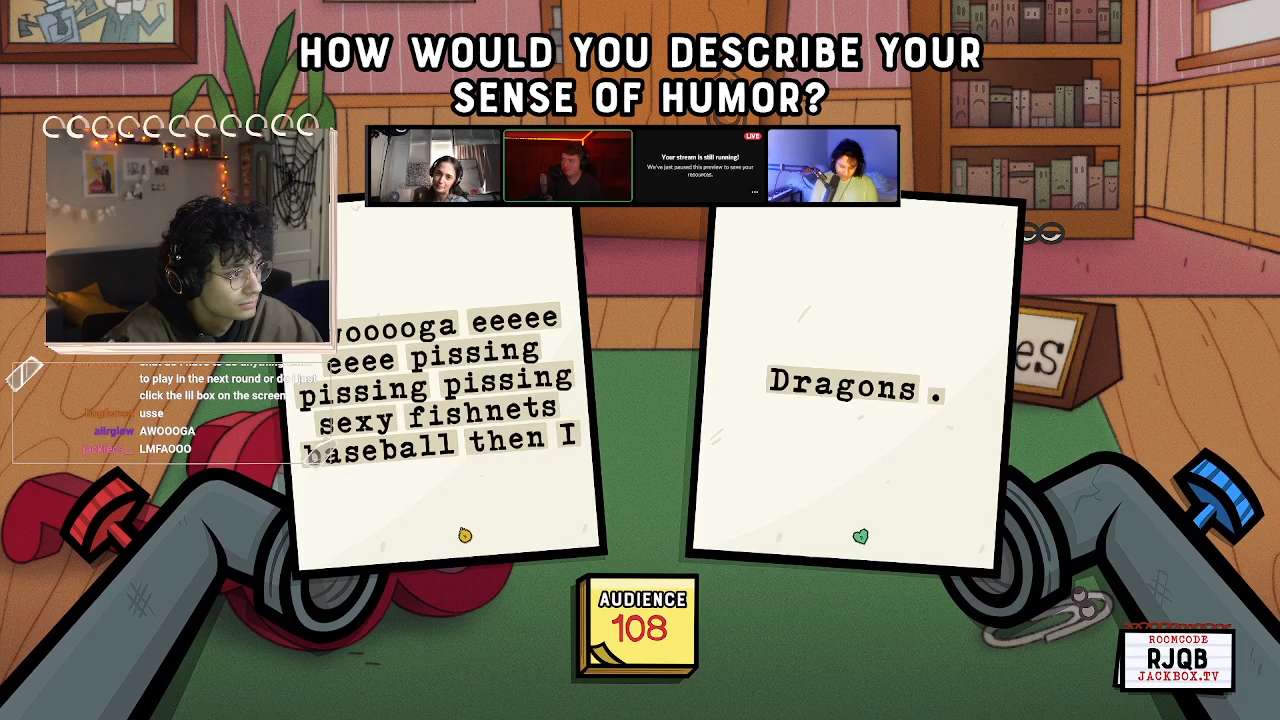 HOW WOULD YOU DESCRIBE YOUR
SENSE OF HUMOR?
LIVE
Your stream is still running!
We've just paused this preview to save your
resources.
wooooga eeeee
eeee pissing
pissing pissing
sexy fishnets
baseball then I
Dragons .
es
to play in the next round or do I just
click the lil box on the screen
usse
airglow AWOOOGA
LMFAOOO
AUDIENCE
108
ROOMCODE
RJQB
JACKBOX.TV